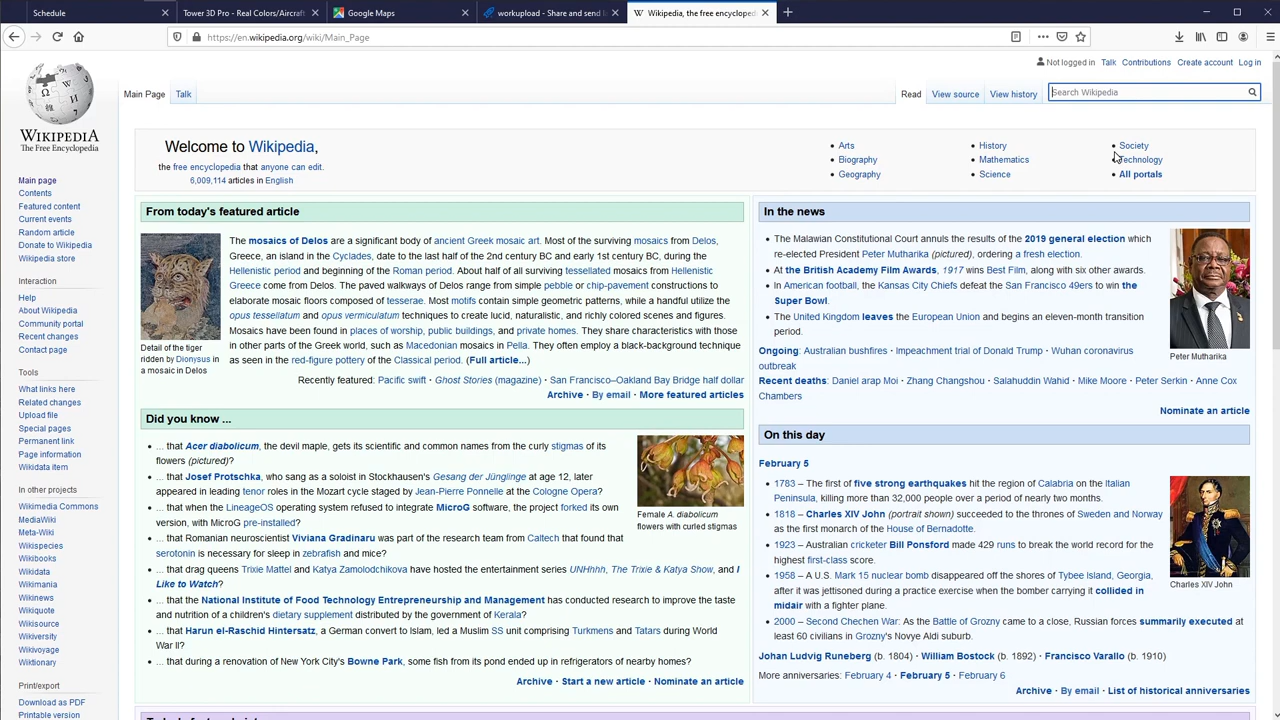 Schedule
Tower 3D Pro - Real Colors/Aircraft
Google Maps
workupload - Share and send l
Wikipedia, the free encyclopedi
https://en.wikipedia.org/wiki/Main_Page
Not logged in Talk Contributions Create account Log in
Main Page Talk
Read View source View history Search Wikipedia
WIKIPEDIA
The Free Encyclopedia
Main page
Contents
Featured content
Current events
Random article
Donate to Wikipedia
Wikipedia store
Interaction
Help
About Wikipedia
Community portal
Recent changes
Contact page
Tools
What links here
Related changes
Upload file
Special pages
Permanent link
Page information
Wikidata item
In other projects
Wikimedia Commons
MediaWiki
Meta-Wiki
Wikispecies
Wikibooks
Wikidata
Wikimania
Wikinews
Wikiquote
Wikisource
Wikiversity
Wikivoyage
Wiktionary
Print/export
Download as PDF
Printable version
Welcome to Wikipedia,
the free encyclopedia that anyone can edit.
6,009,114 articles in English
Arts
Biography
Geography
History
Mathematics
Science
Society
Technology
All portals
From today's featured article
Detail of the tiger
ridden by Dionysus in
a mosaic in Delos
The mosaics of Delos are a significant body of ancient Greek mosaic art. Most of the surviving mosaics from Delos,
Greece, an island in the Cyclades, date to the last half of the 2nd century BC and early 1st century BC, during the
Hellenistic period and beginning of the Roman period. About half of all surviving tessellated mosaics from Hellenistic
Greece come from Delos. The paved walkways of Delos range from simple pebble or chip-pavement constructions to
elaborate mosaic floors composed of tesserae. Most motifs contain simple geometric patterns, while a handful utilize the
opus tessellatum and opus vermiculatum techniques to create lucid, naturalistic, and richly colored scenes and figures.
Mosaics have been found in places of worship, public buildings, and private homes. They share characteristics with those
in other parts of the Greek world, such as Macedonian mosaics in Pella. They often employ a black background technique
as seen in the red-figure pottery of the Classical period. (Full article...)
Recently featured: Pacific swift · Ghost Stories (magazine) · San Francisco–Oakland Bay Bridge half dollar
Archive · By email · More featured articles
Did you know ...
... that Acer diabolicum, the devil maple, gets its scientific and common names from the curly stigmas of its
flowers (pictured)?
... that Josef Protschka, who sang as a soloist in Stockhausen's Gesang der Jünglinge at age 12, later
appeared in leading tenor roles in the Mozart cycle staged by Jean-Pierre Ponnelle at the Cologne Opera?
... that when the LineageOS operating system refused to integrate MicroG software, the project forked its own
version, with MicroG pre-installed?
... that Romanian neuroscientist Viviana Gradinaru was part of the research team from Caltech that found that
serotonin is necessary for sleep in zebrafish and mice?
... that drag queens Trixie Mattel and Katya Zamolodchikova have hosted the entertainment series UNHhhh, The Trixie & Katya Show, and I
Like to Watch?
... that the National Institute of Food Technology Entrepreneurship and Management has conducted research to improve the taste
and nutrition of a children's dietary supplement distributed by the government of Kerala?
... that Harun el-Raschid Hintersatz, a German convert to Islam, led a Muslim SS unit comprising Turkmens and Tatars during World
War II?
... that during a renovation of New York City's Bowne Park, some fish from its pond ended up in refrigerators of nearby homes?
Female A. diabolicum
flowers with curled stigmas
Archive · Start a new article · Nominate an article
In the news
The Malawian Constitutional Court annuls the results of the 2019 general election which
re-elected President Peter Mutharika (pictured), ordering a fresh election.
At the British Academy Film Awards, 1917 wins Best Film, along with six other awards.
In American football, the Kansas City Chiefs defeat the San Francisco 49ers to win the
Super Bowl.
The United Kingdom leaves the European Union and begins an eleven-month transition
period.
Peter Mutharika
Ongoing: Australian bushfires · Impeachment trial of Donald Trump · Wuhan coronavirus
outbreak
Recent deaths: Daniel arap Moi · Zhang Changshou · Salahuddin Wahid · Mike Moore · Peter Serkin · Anne Cox
Chambers
Nominate an article
On this day
February 5
1783 – The first of five strong earthquakes hit the region of Calabria on the Italian
Peninsula, killing more than 32,000 people over a period of nearly two months.
1818 – Charles XIV John (portrait shown) succeeded to the thrones of Sweden and Norway
as the first monarch of the House of Bernadotte.
1923 – Australian cricketer Bill Ponsford made 429 runs to break the world record for the
highest first-class score.
1958 – A U.S. Mark 15 nuclear bomb disappeared off the shores of Tybee Island, Georgia,
after it was jettisoned during a practice exercise when the bomber carrying it collided in
midair with a fighter plane.
2000 – Second Chechen War: As the Battle of Grozny came to a close, Russian forces summarily executed at
least 60 civilians in Grozny's Novye Aldi suburb.
Charles XIV John
Johan Ludvig Runeberg (b. 1804) · William Bostock (b. 1892) · Francesco Varallo (b. 1910)
More anniversaries: February 4 · February 5 · February 6
Archive · By email · List of historical anniversaries